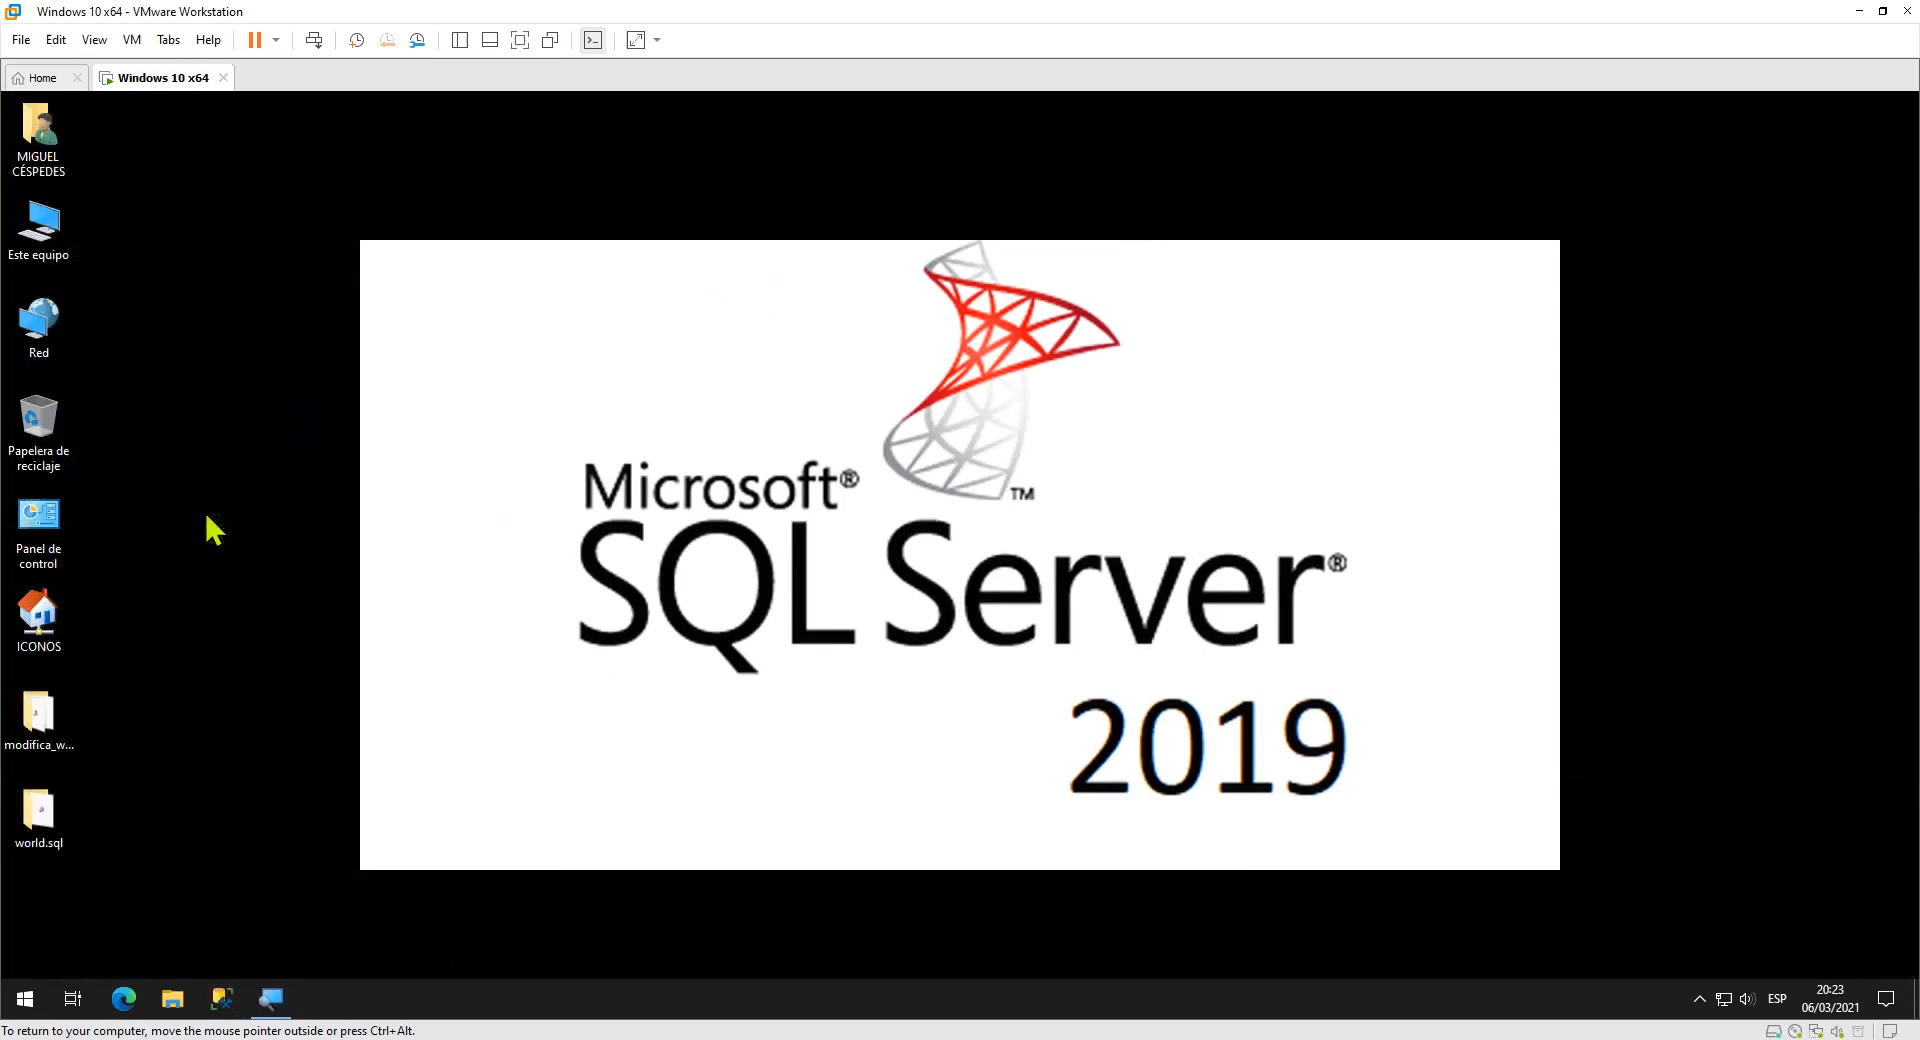 Windows 10 x64 - VMware Workstation
File Edit View VM Tabs Help
Home
Windows 10 x64
MIGUEL
CÉSPEDES
Este equipo
Red
Papelera de
reciclaje
Panel de
control
ICONOS
modifica_w...
world.sql
Microsoft®
TM
SQL Server®
2019
ESP
20:23
06/03/2021
To return to your computer, move the mouse pointer outside or press Ctrl+Alt.